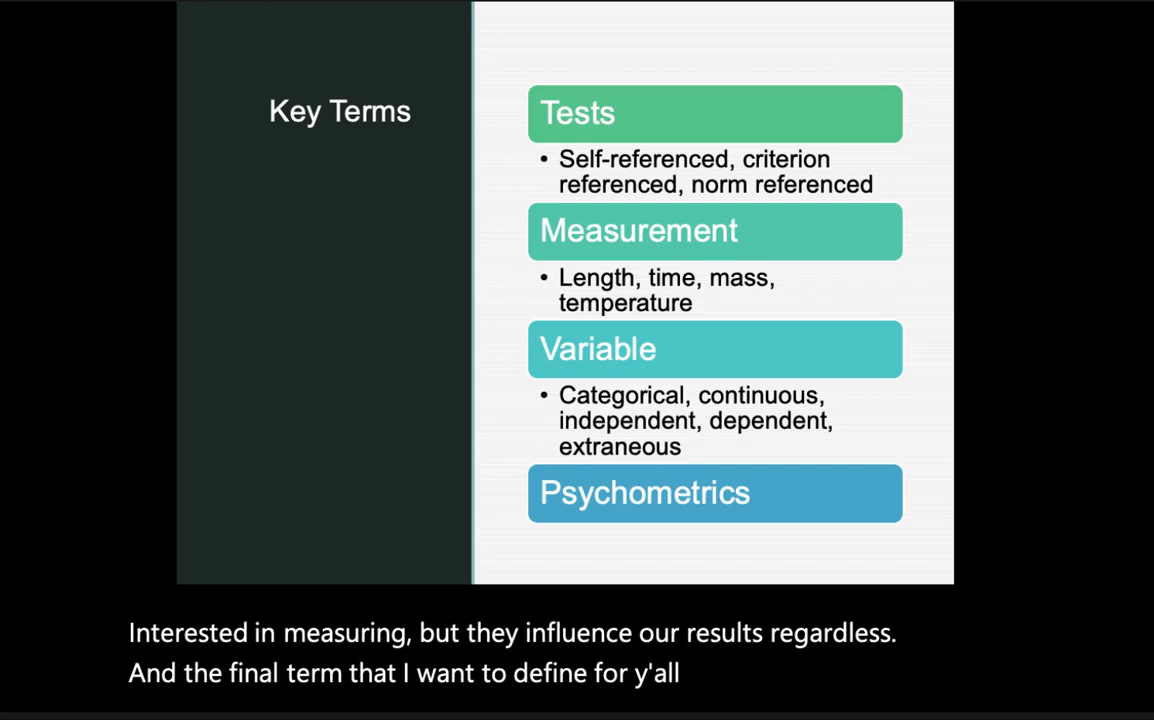 Key Terms
Tests
• Self-referenced, criterion
referenced, norm referenced
Measurement
• Length, time, mass,
temperature
Variable
• Categorical, continuous,
independent, dependent,
extraneous
Psychometrics
Interested in measuring, but they influence our results regardless.
And the final term that I want to define for y'all